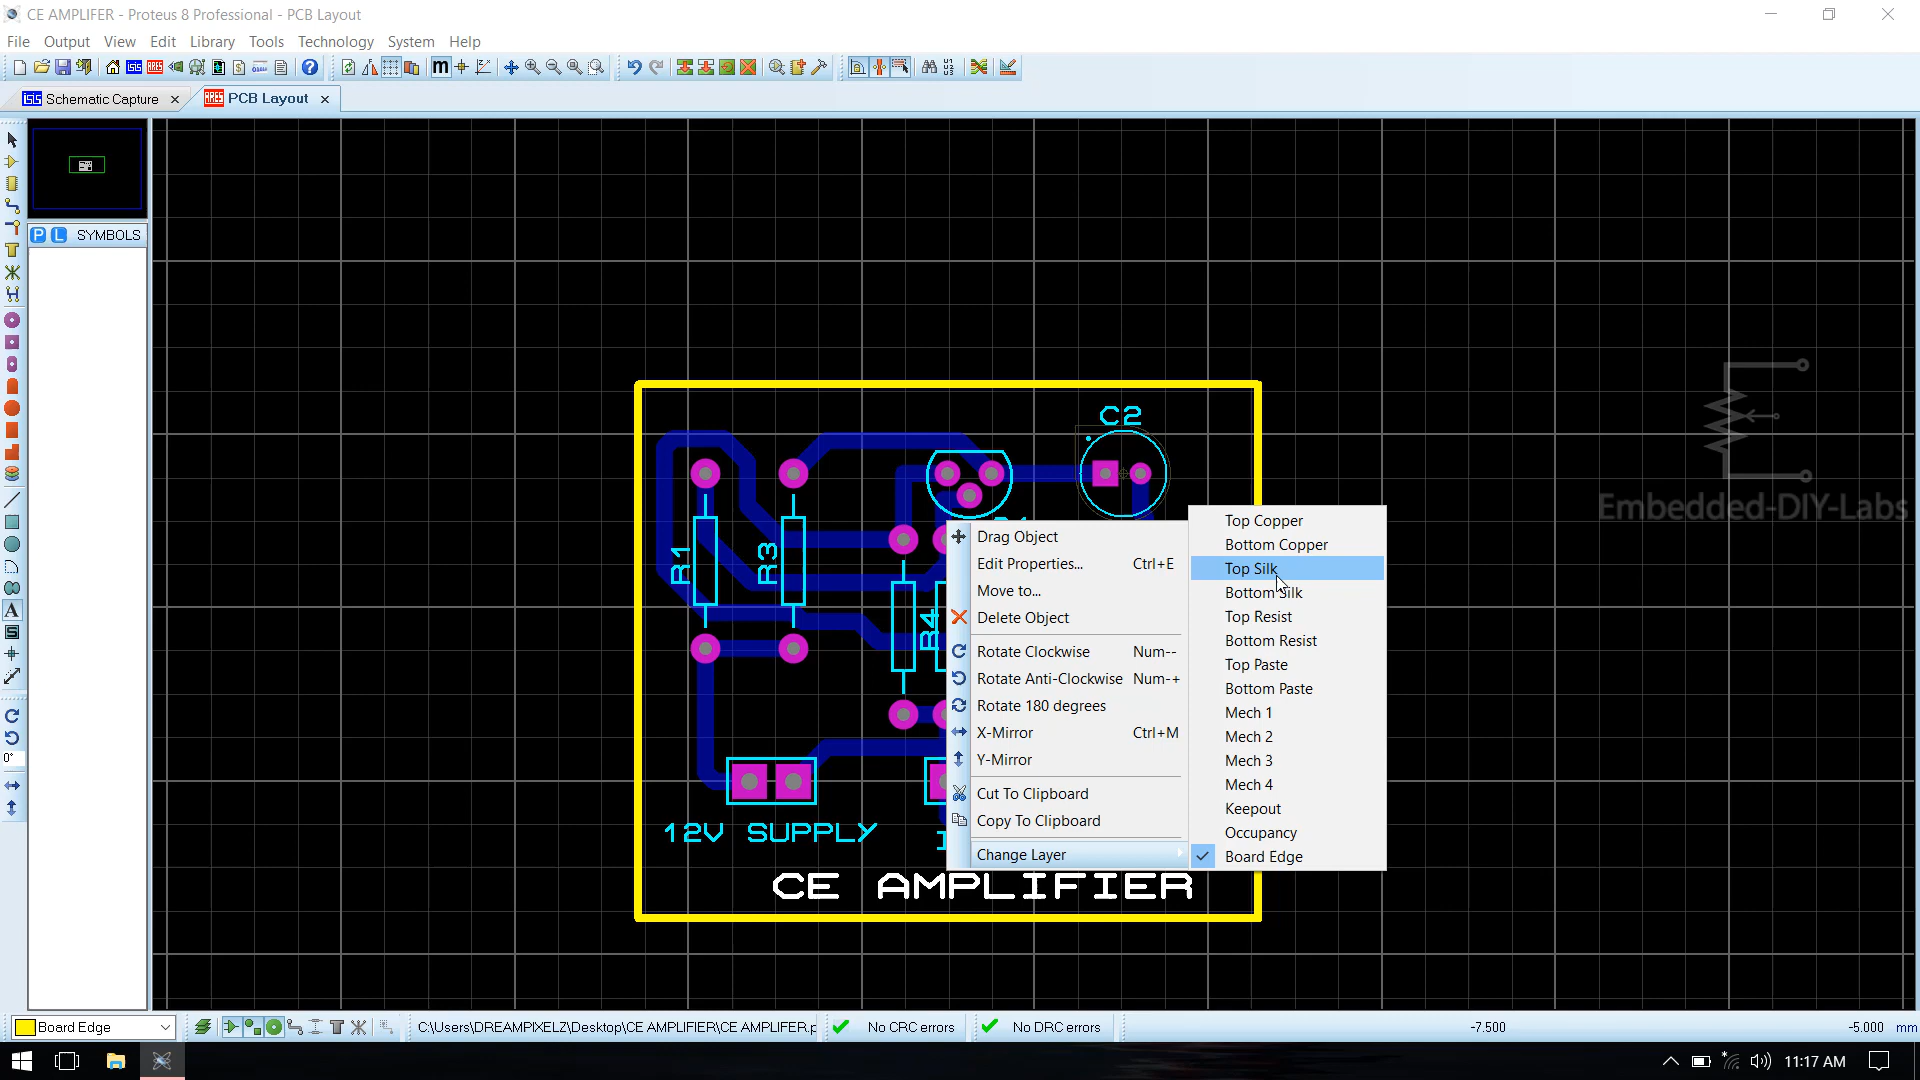 CE AMPLIFER - Proteus 8 Professional - PCB Layout
File Output View Edit Library Tools Technology System Help
Schematic Capture
PCB Layout
P L SYMBOLS
C2
R1
R3
R4
12V SUPPLY
CE AMPLIFIER
Drag Object
Edit Properties... Ctrl+E
Move to...
Delete Object
Rotate Clockwise Num--
Rotate Anti-Clockwise Num-+
Rotate 180 degrees
X-Mirror Ctrl+M
Y-Mirror
Cut To Clipboard
Copy To Clipboard
Change Layer
Top Copper
Bottom Copper
Top Silk
Bottom Silk
Top Resist
Bottom Resist
Top Paste
Bottom Paste
Mech 1
Mech 2
Mech 3
Mech 4
Keepout
Occupancy
Board Edge
Embedded-DIY-Labs
0°
Board Edge
C:\Users\DREAMPIXELZ\Desktop\CE AMPLIFIER\CE AMPLIFER.p
No CRC errors
No DRC errors
-7.500
-5.000 mm
11:17 AM